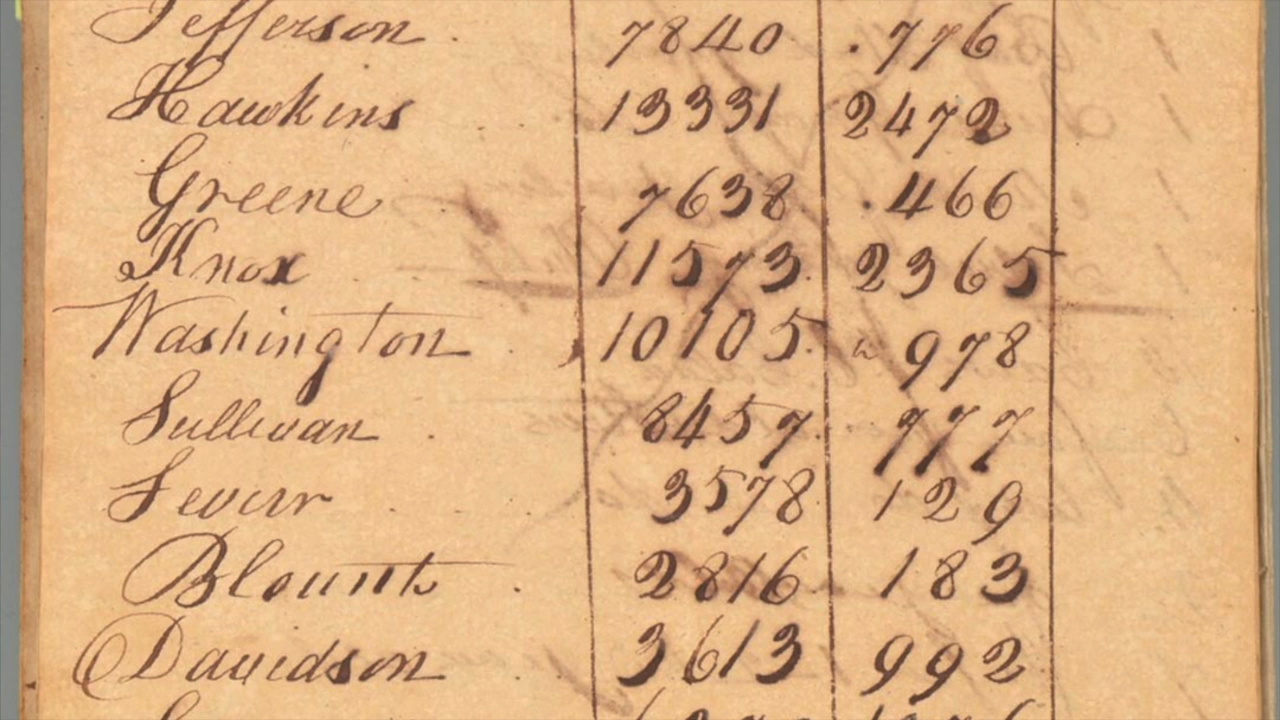 Jefferson . 7840 .776
Hawkins . . 13331 2472
Greene . 7638 .466
Knox . . 11573 2365
Washington . 10105 978
Sullivan . 8457 777
Sevier . . 3578 129
Blount . 2816 183
Davidson . 3613 992